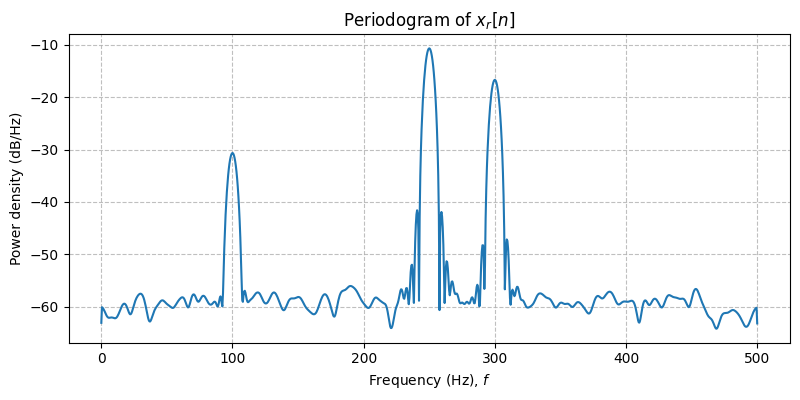 Periodogram of $x_r[n]$
Power density (dB/Hz)
−10
−20
−30
−40
−50
−60
0 100 200 300 400 500
Frequency (Hz), $f$